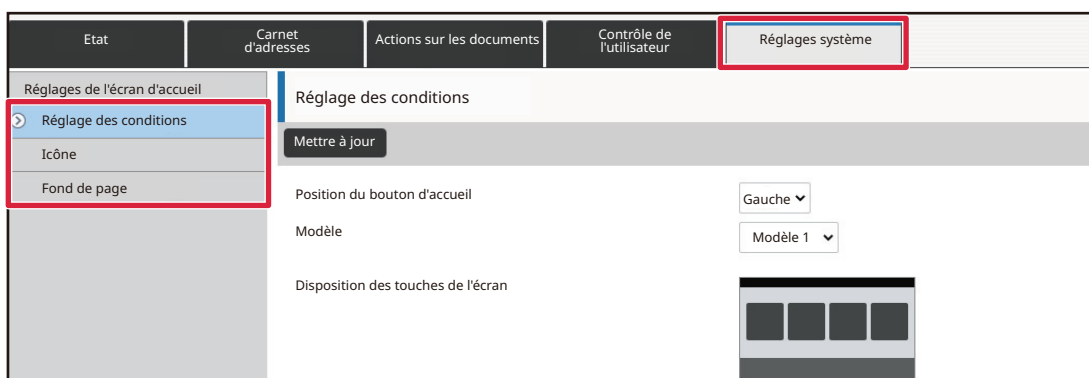 Etat
Carnet
d'adresses
Actions sur les documents
Contrôle de
l'utilisateur
Réglages système
Réglages de l'écran d'accueil
Réglage des conditions
Icône
Fond de page
Réglage des conditions
Mettre à jour
Position du bouton d'accueil
Gauche
Modèle
Modèle 1
Disposition des touches de l'écran